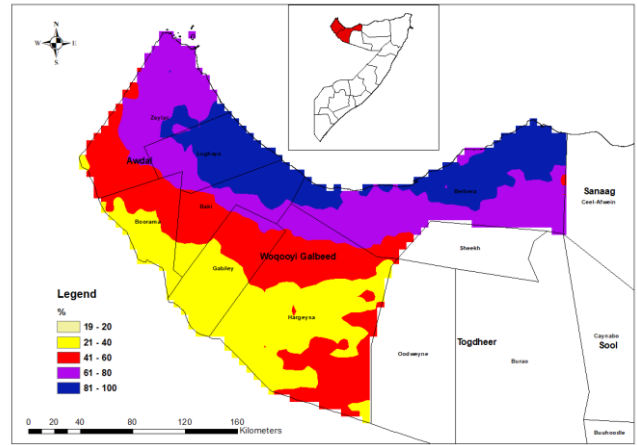 N
W E
S
Zaylac
Lughaya
Awdal
Baki
Boorama
Berbera
Sanaag
Ceel-Afwein
Sheekh
Woqooyi Galbeed
Gabiley
Hargeysa
Legend
%
19 - 20
21 - 40
41 - 60
61 - 80
81 - 100
Oodweyne
Togdheer
Burao
Caynabo
Sool
Buuhoodle
0 20 40 80 120 160
Kilometers